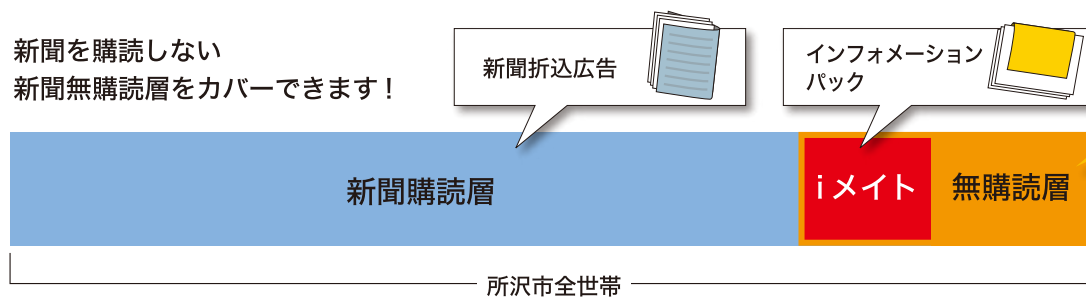 新聞を購読しない
新聞無購読層をカバーできます!
新聞折込広告
インフォメーション
パック
新聞購読層
iメイト
無購読層
所沢市全世帯